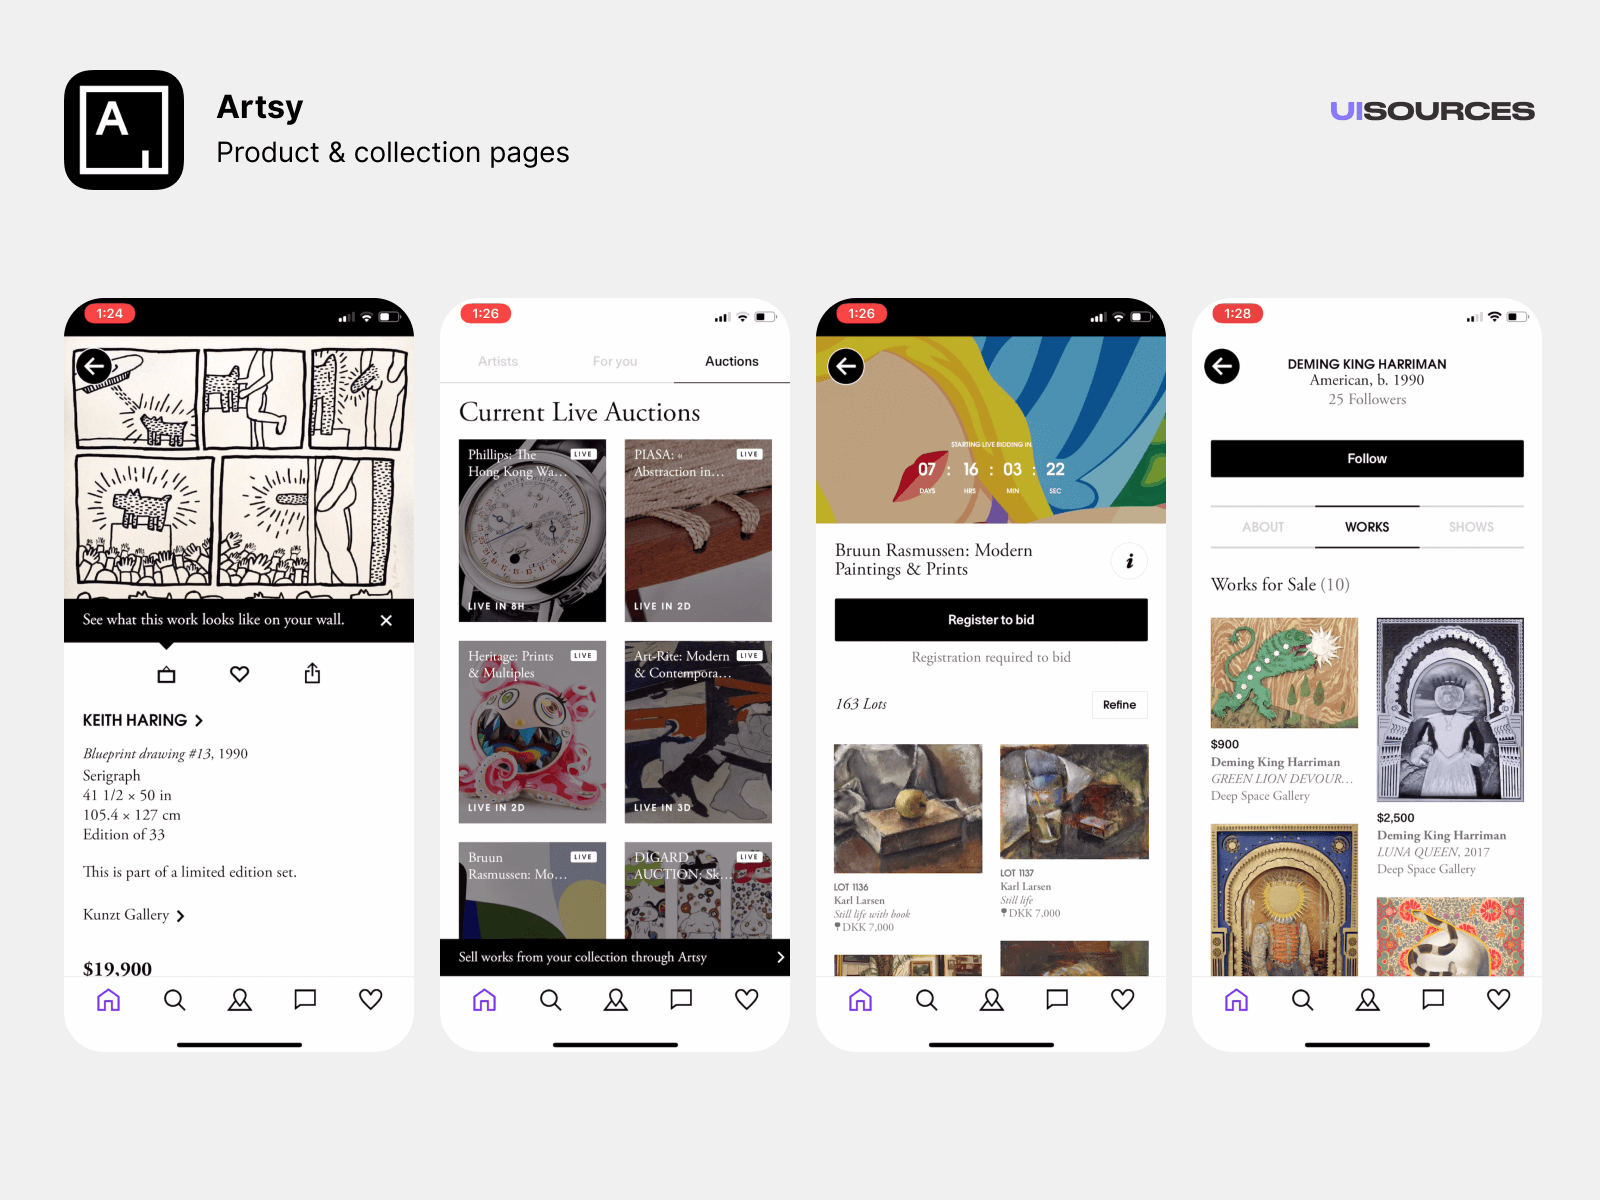 A
Artsy
Product & collection pages
UISOURCES
1:24
See what this work looks like on your wall.
KEITH HARING
Blueprint drawing #13, 1990
Serigraph
41 1/2 × 50 in
105.4 × 127 cm
Edition of 33
This is part of a limited edition set.
Kunzt Gallery
$19,900
1:26
Artists
For you
Auctions
Current Live Auctions
Phillips: The
Hong Kong Wa…
LIVE
LIVE IN 8H
PIASA: «
Abstraction in…
LIVE
LIVE IN 2D
Heritage: Prints
& Multiples
LIVE
LIVE IN 2D
Art-Rite: Modern
& Contempora…
LIVE
LIVE IN 3D
Bruun
Rasmussen: Mo…
LIVE
DIGARD
AUCTION: Sk…
LIVE
Sell works from your collection through Artsy
1:26
STARTING LIVE BIDDING IN
07 : 16 : 03 : 22
DAYS HRS MIN SEC
Bruun Rasmussen: Modern
Paintings & Prints
i
Register to bid
Registration required to bid
163 Lots
Refine
LOT 1136
Karl Larsen
Still life with book
DKK 7,000
LOT 1137
Karl Larsen
Still life
DKK 7,000
1:28
DEMING KING HARRIMAN
American, b. 1990
25 Followers
Follow
ABOUT
WORKS
SHOWS
Works for Sale (10)
$900
Deming King Harriman
GREEN LION DEVOUR…
Deep Space Gallery
$2,500
Deming King Harriman
LUNA QUEEN, 2017
Deep Space Gallery